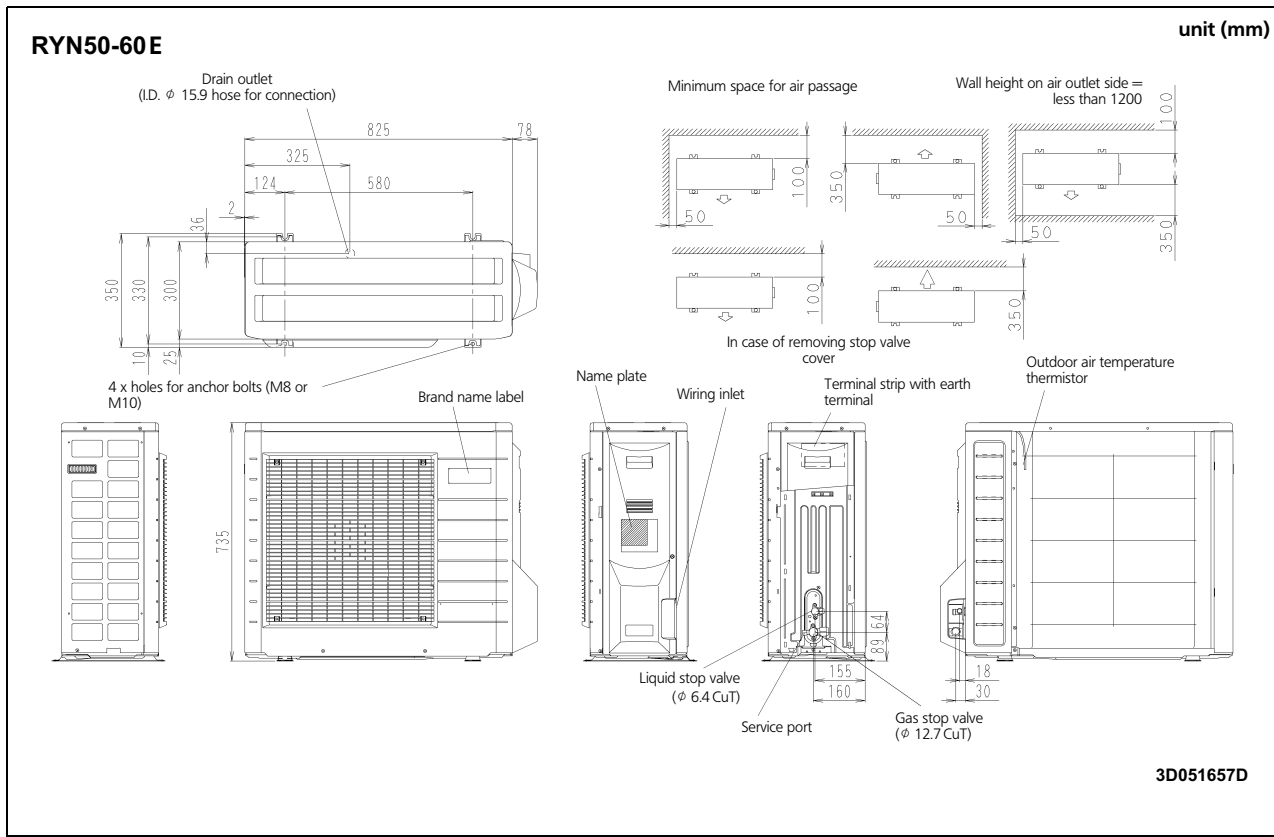 unit (mm)
RYN50-60E
Drain outlet
(I.D. φ 15.9 hose for connection)
Minimum space for air passage
Wall height on air outlet side =
less than 1200
825
78
325
124
580
2
36
350
330
300
10
25
100
50
350
50
100
50
350
100
350
4 x holes for anchor bolts (M8 or
M10)
Brand name label
In case of removing stop valve
cover
Name plate
Wiring inlet
Terminal strip with earth
terminal
Outdoor air temperature
thermistor
735
64
89
155
160
18
30
Liquid stop valve
(φ 6.4 CuT)
Service port
Gas stop valve
(φ 12.7 CuT)
3D051657D